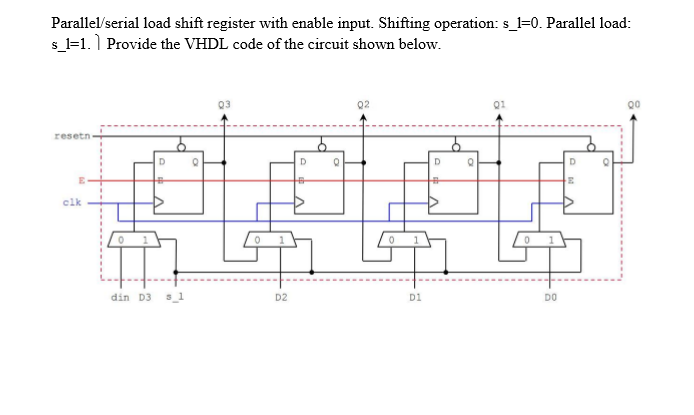 Parallel/serial load shift register with enable input. Shifting operation: s_l=0. Parallel load:
s_l=1. Provide the VHDL code of the circuit shown below.
Q3 Q2 Q1 Q0
resetn
D Q D Q D Q D Q
E E E E E
clk
0 1 0 1 0 1 0 1
din D3 s_l D2 D1 D0